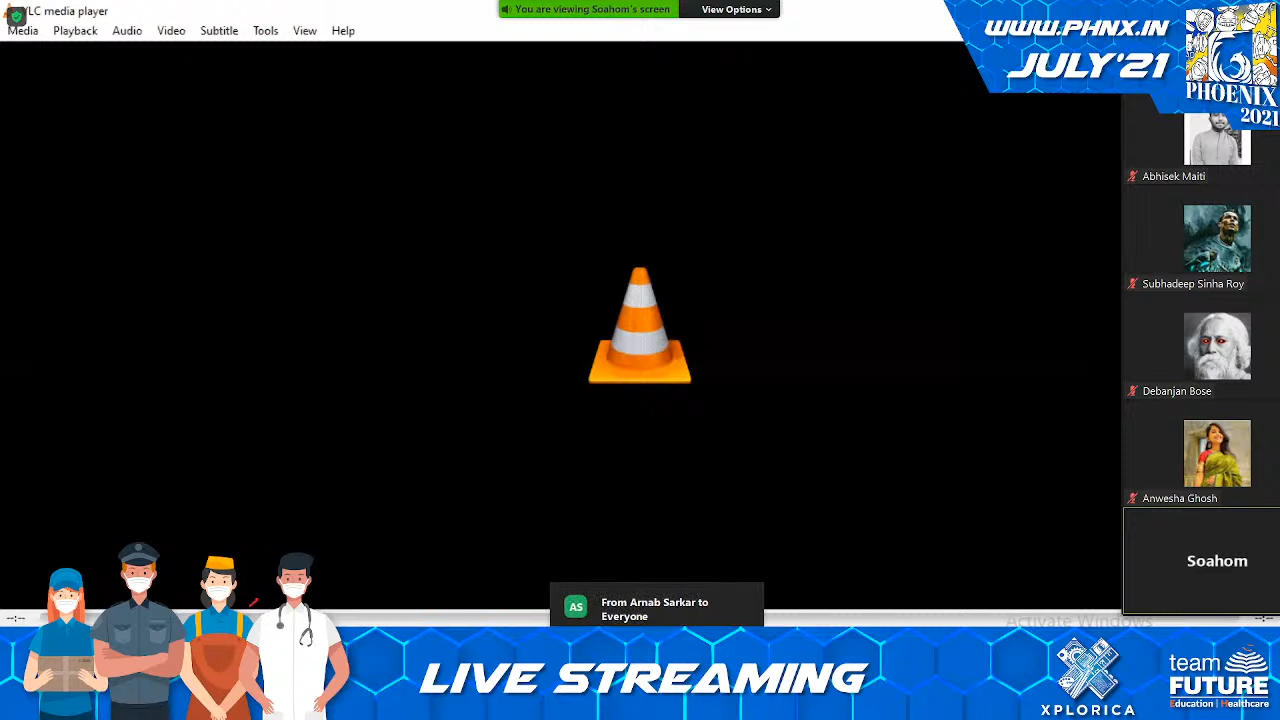 VLC media player
You are viewing Soahom's screen
View Options
Media Playback Audio Video Subtitle Tools View Help
WWW.PHNX.IN
JULY'21
PHOENIX
2021
Abhisek Maiti
Subhadeep Sinha Roy
Debanjan Bose
Anwesha Ghosh
Soahom
AS
From Arnab Sarkar to
Everyone
Activate Windows
LIVE STREAMING
XPLORICA
team
FUTURE
Education | Healthcare